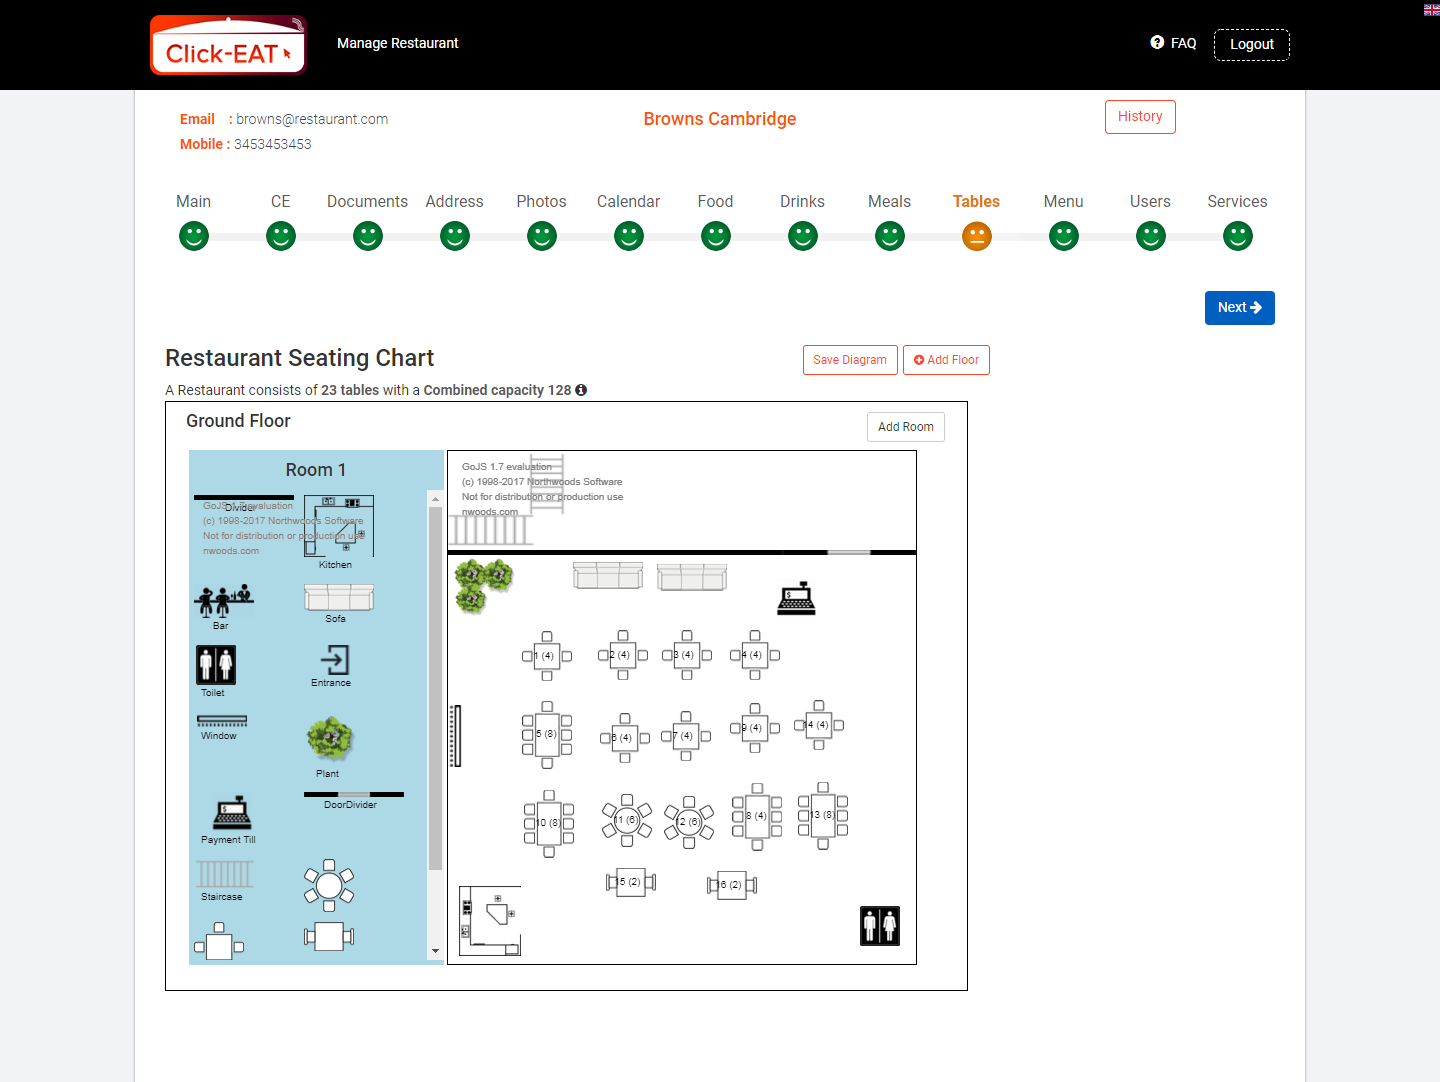 Click-EAT
Manage Restaurant
FAQ
Logout
Email : browns@restaurant.com
Browns Cambridge
History
Mobile : 3453453453
Main
CE
Documents
Address
Photos
Calendar
Food
Drinks
Meals
Tables
Menu
Users
Services
Next
Restaurant Seating Chart
Save Diagram
Add Floor
A Restaurant consists of 23 tables with a Combined capacity 128
Ground Floor
Add Room
Room 1
Divider
GoJS 1.7 evaluation
(c) 1998-2017 Northwoods Software
Not for distribution or production use
nwoods.com
Kitchen
Bar
Sofa
Toilet
Entrance
Window
Plant
DoorDivider
Payment Till
Staircase
GoJS 1.7 evaluation
(c) 1998-2017 Northwoods Software
Not for distribution or production use
nwoods.com
$
1 (4)
2 (4)
3 (4)
4 (4)
5 (8)
6 (4)
7 (4)
9 (4)
14 (4)
10 (8)
11 (6)
12 (6)
8 (4)
13 (8)
15 (2)
16 (2)